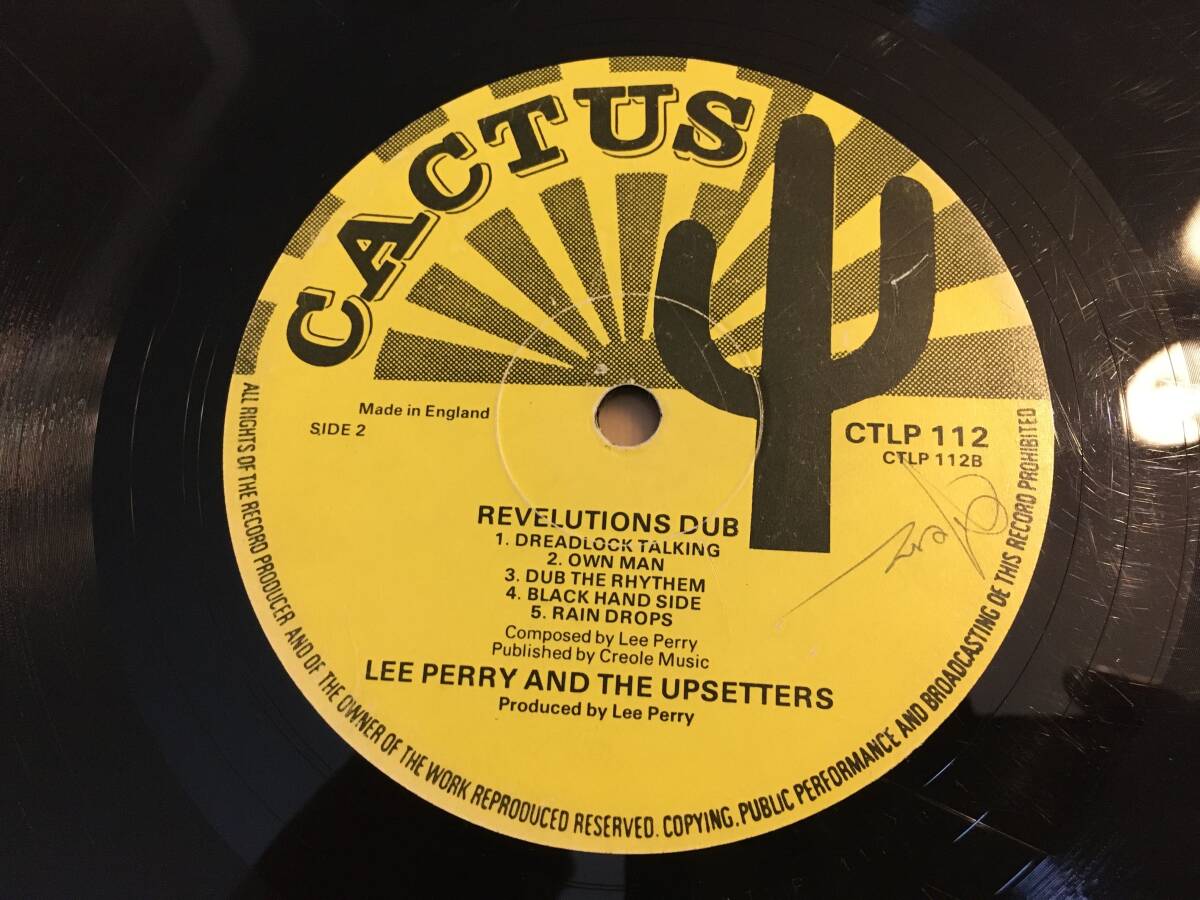 CACTUS
Made in England
SIDE 2
CTLP 112
CTLP 112B
REVELUTIONS DUB
1. DREADLOCK TALKING
2. OWN MAN
3. DUB THE RHYTHEM
4. BLACK HAND SIDE
5. RAIN DROPS
Composed by Lee Perry
Published by Creole Music
LEE PERRY AND THE UPSETTERS
Produced by Lee Perry
ALL RIGHTS OF THE RECORD PRODUCER AND OF THE OWNER OF THE WORK REPRODUCED RESERVED. COPYING. PUBLIC PERFORMANCE AND BROADCASTING OE THIS RECORD PROHIBITED